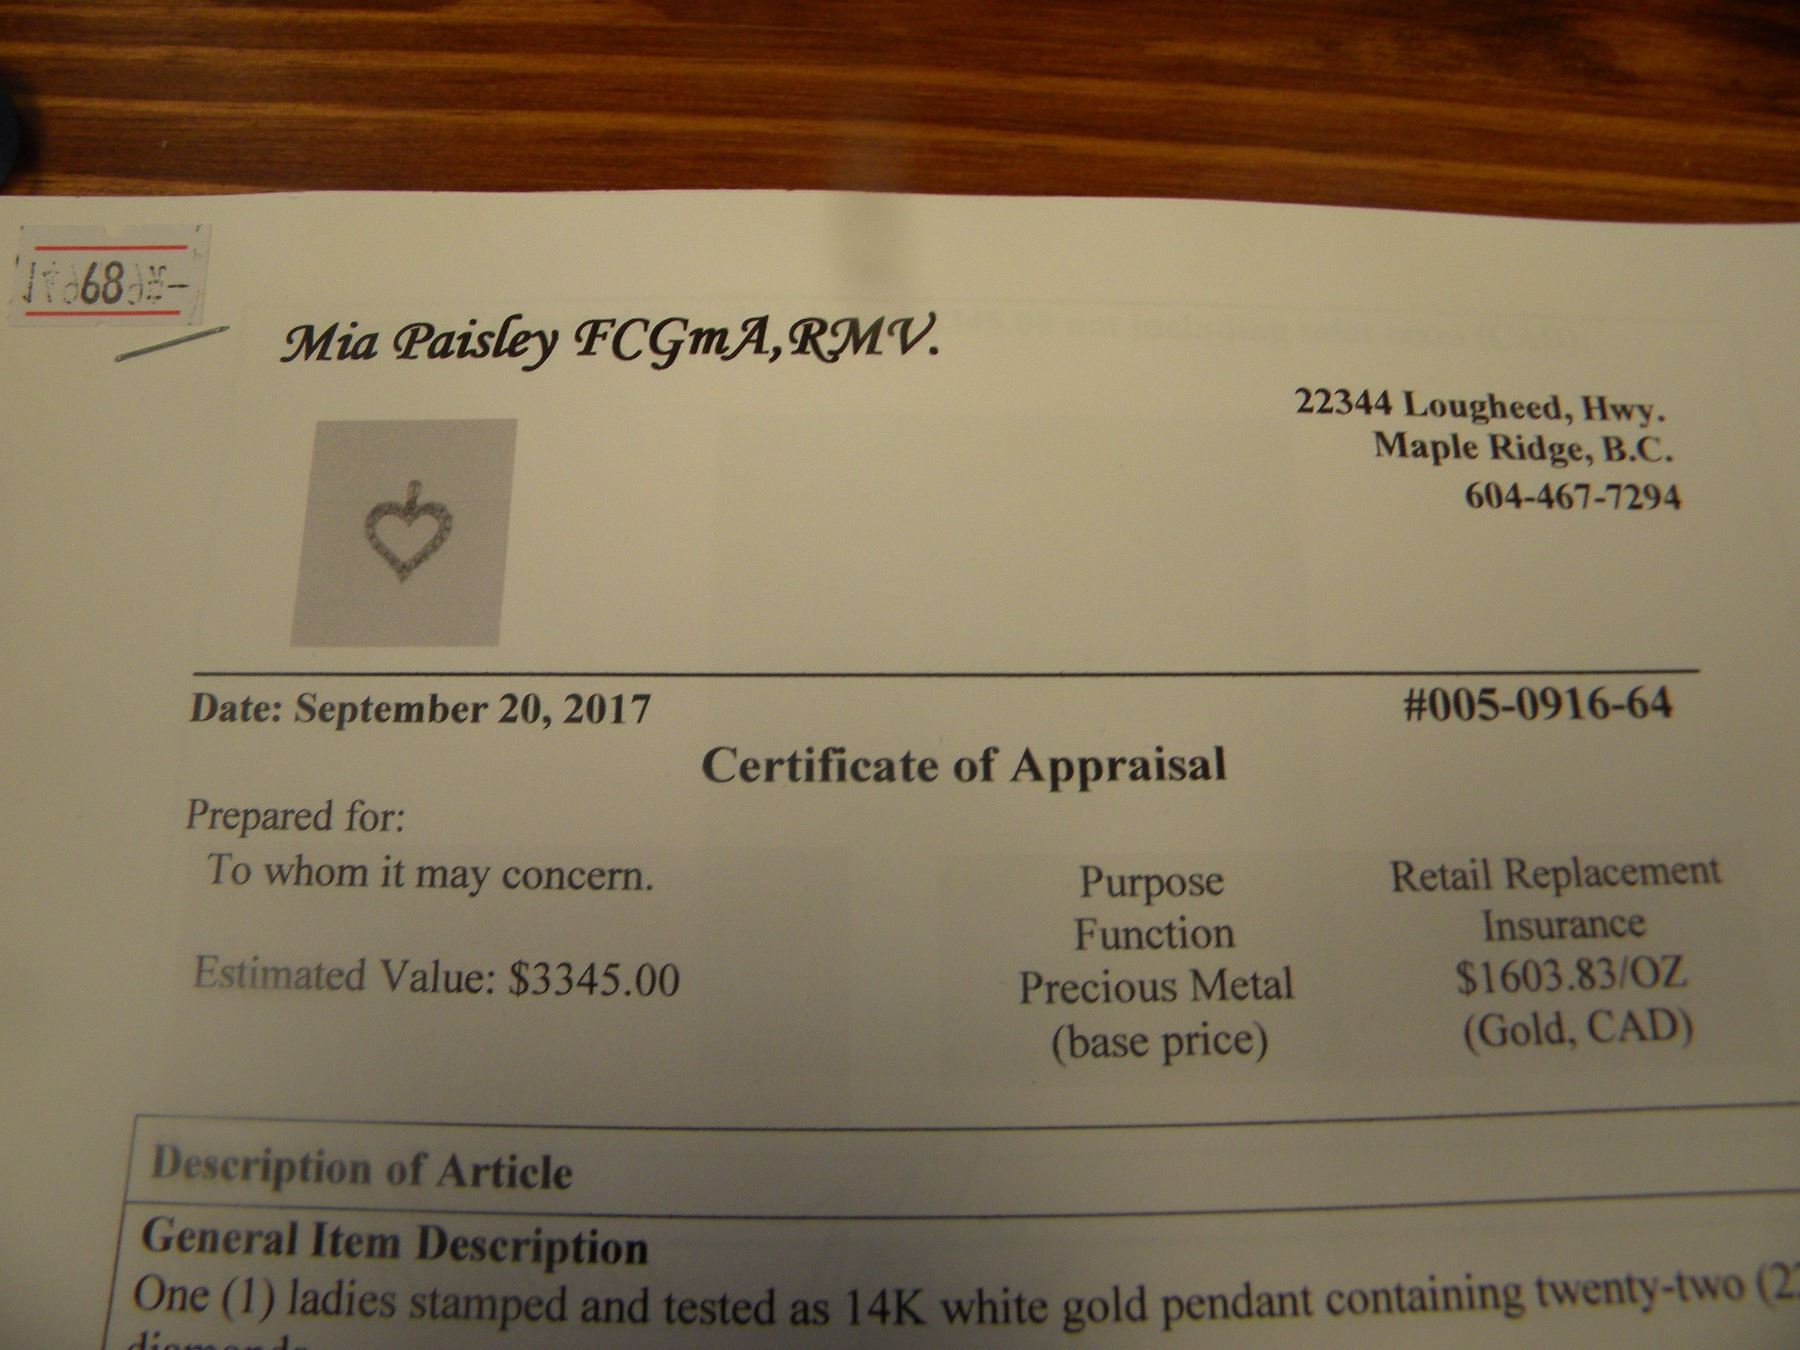 68
Mia Paisley FCGmA, RMV.
22344 Lougheed, Hwy.
Maple Ridge, B.C.
604-467-7294
Date: September 20, 2017
#005-0916-64
Certificate of Appraisal
Prepared for:
To whom it may concern.
Estimated Value: $3345.00
Purpose Retail Replacement
Function Insurance
Precious Metal $1603.83/OZ
(base price) (Gold, CAD)
Description of Article
General Item Description
One (1) ladies stamped and tested as 14K white gold pendant containing twenty-two (22
diamonds